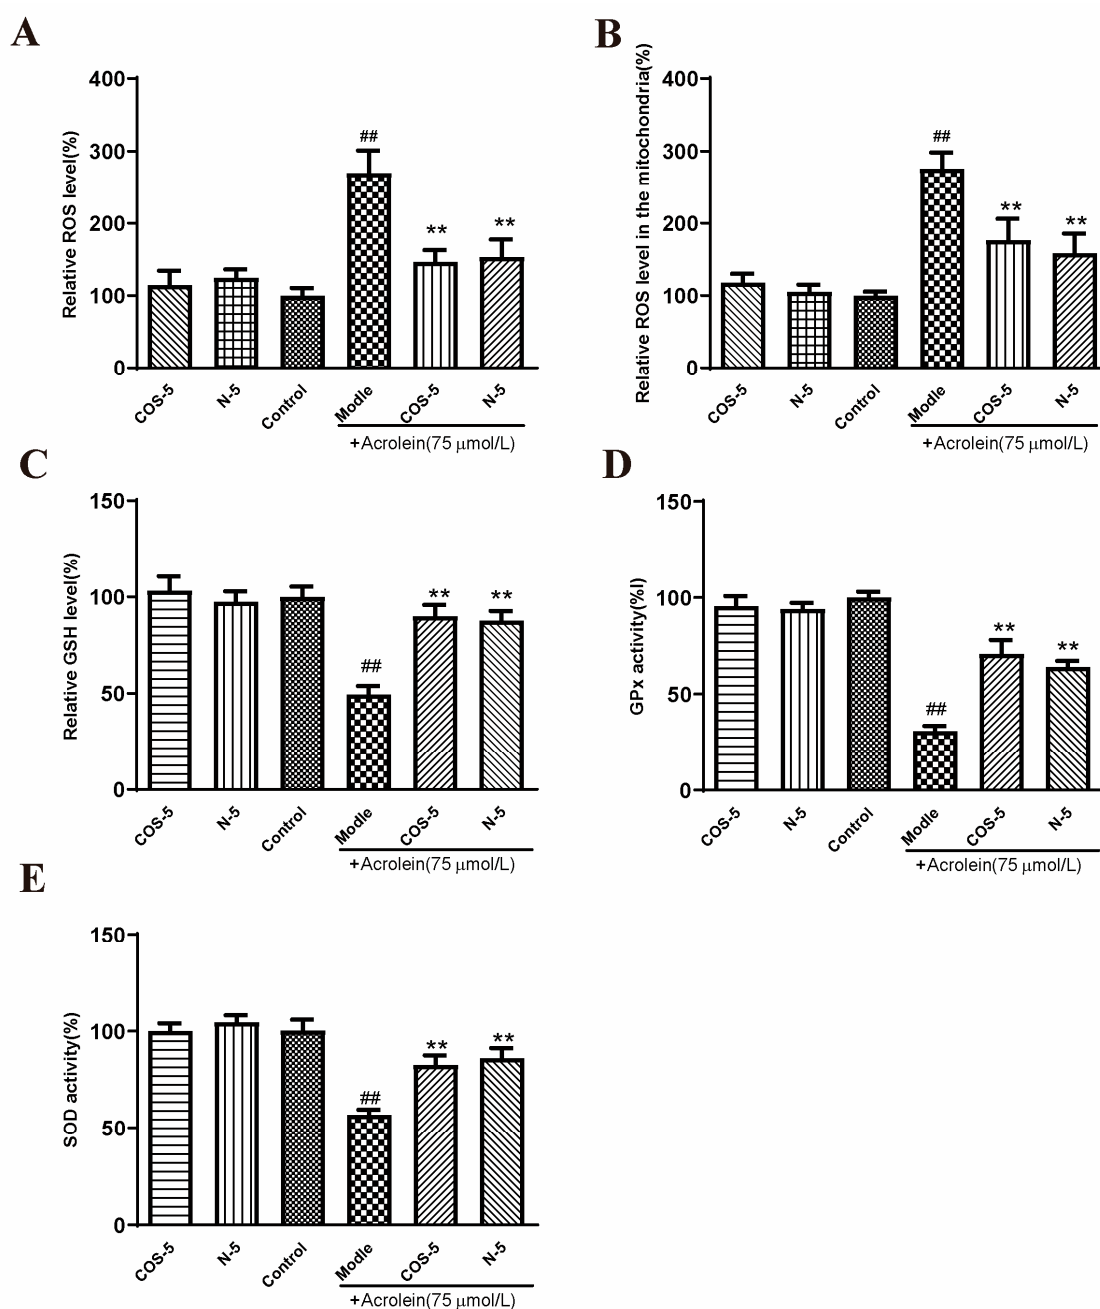 A
Relative ROS level(%)
400
300
200
100
0
##
**
**
COS-5
N-5
Control
Modle
COS-5
N-5
+Acrolein(75 μmol/L)
B
Relative ROS level in the mitochondria(%)
400
300
200
100
0
##
**
**
COS-5
N-5
Control
Modle
COS-5
N-5
+Acrolein(75 μmol/L)
C
Relative GSH level(%)
150
100
50
0
##
**
**
COS-5
N-5
Control
Modle
COS-5
N-5
+Acrolein(75 μmol/L)
D
GPx activity(%l)
150
100
50
0
##
**
**
COS-5
N-5
Control
Modle
COS-5
N-5
+Acrolein(75 μmol/L)
E
SOD activity(%)
150
100
50
0
##
**
**
COS-5
N-5
Control
Modle
COS-5
N-5
+Acrolein(75 μmol/L)